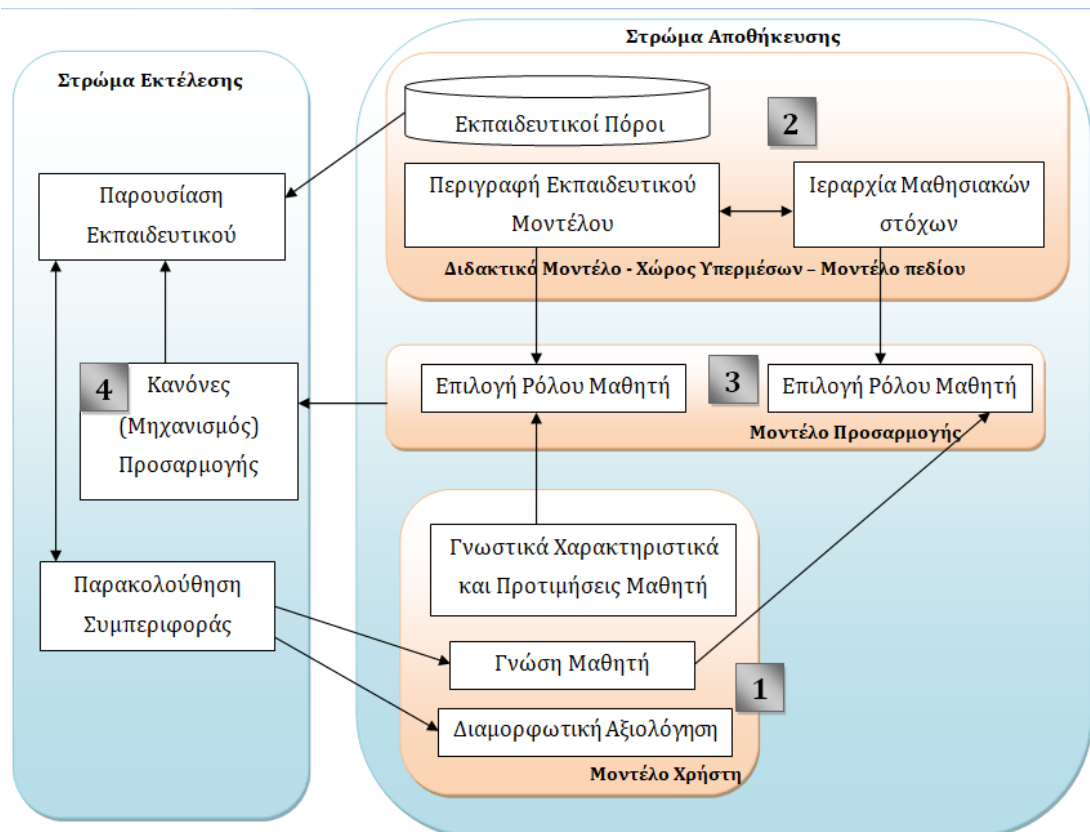 Στρώμα Εκτέλεσης
Παρουσίαση
Εκπαιδευτικού
4
Κανόνες
(Μηχανισμός)
Προσαρμογής
Παρακολούθηση
Συμπεριφοράς
Στρώμα Αποθήκευσης
Εκπαιδευτικοί Πόροι
2
Περιγραφή Εκπαιδευτικού
Μοντέλου
Ιεραρχία Μαθησιακών
στόχων
Διδακτικό Μοντέλο - Χώρος Υπερμέσων – Μοντέλο πεδίου
Επιλογή Ρόλου Μαθητή
3
Επιλογή Ρόλου Μαθητή
Μοντέλο Προσαρμογής
Γνωστικά Χαρακτηριστικά
και Προτιμήσεις Μαθητή
Γνώση Μαθητή
1
Διαμορφωτική Αξιολόγηση
Μοντέλο Χρήστη